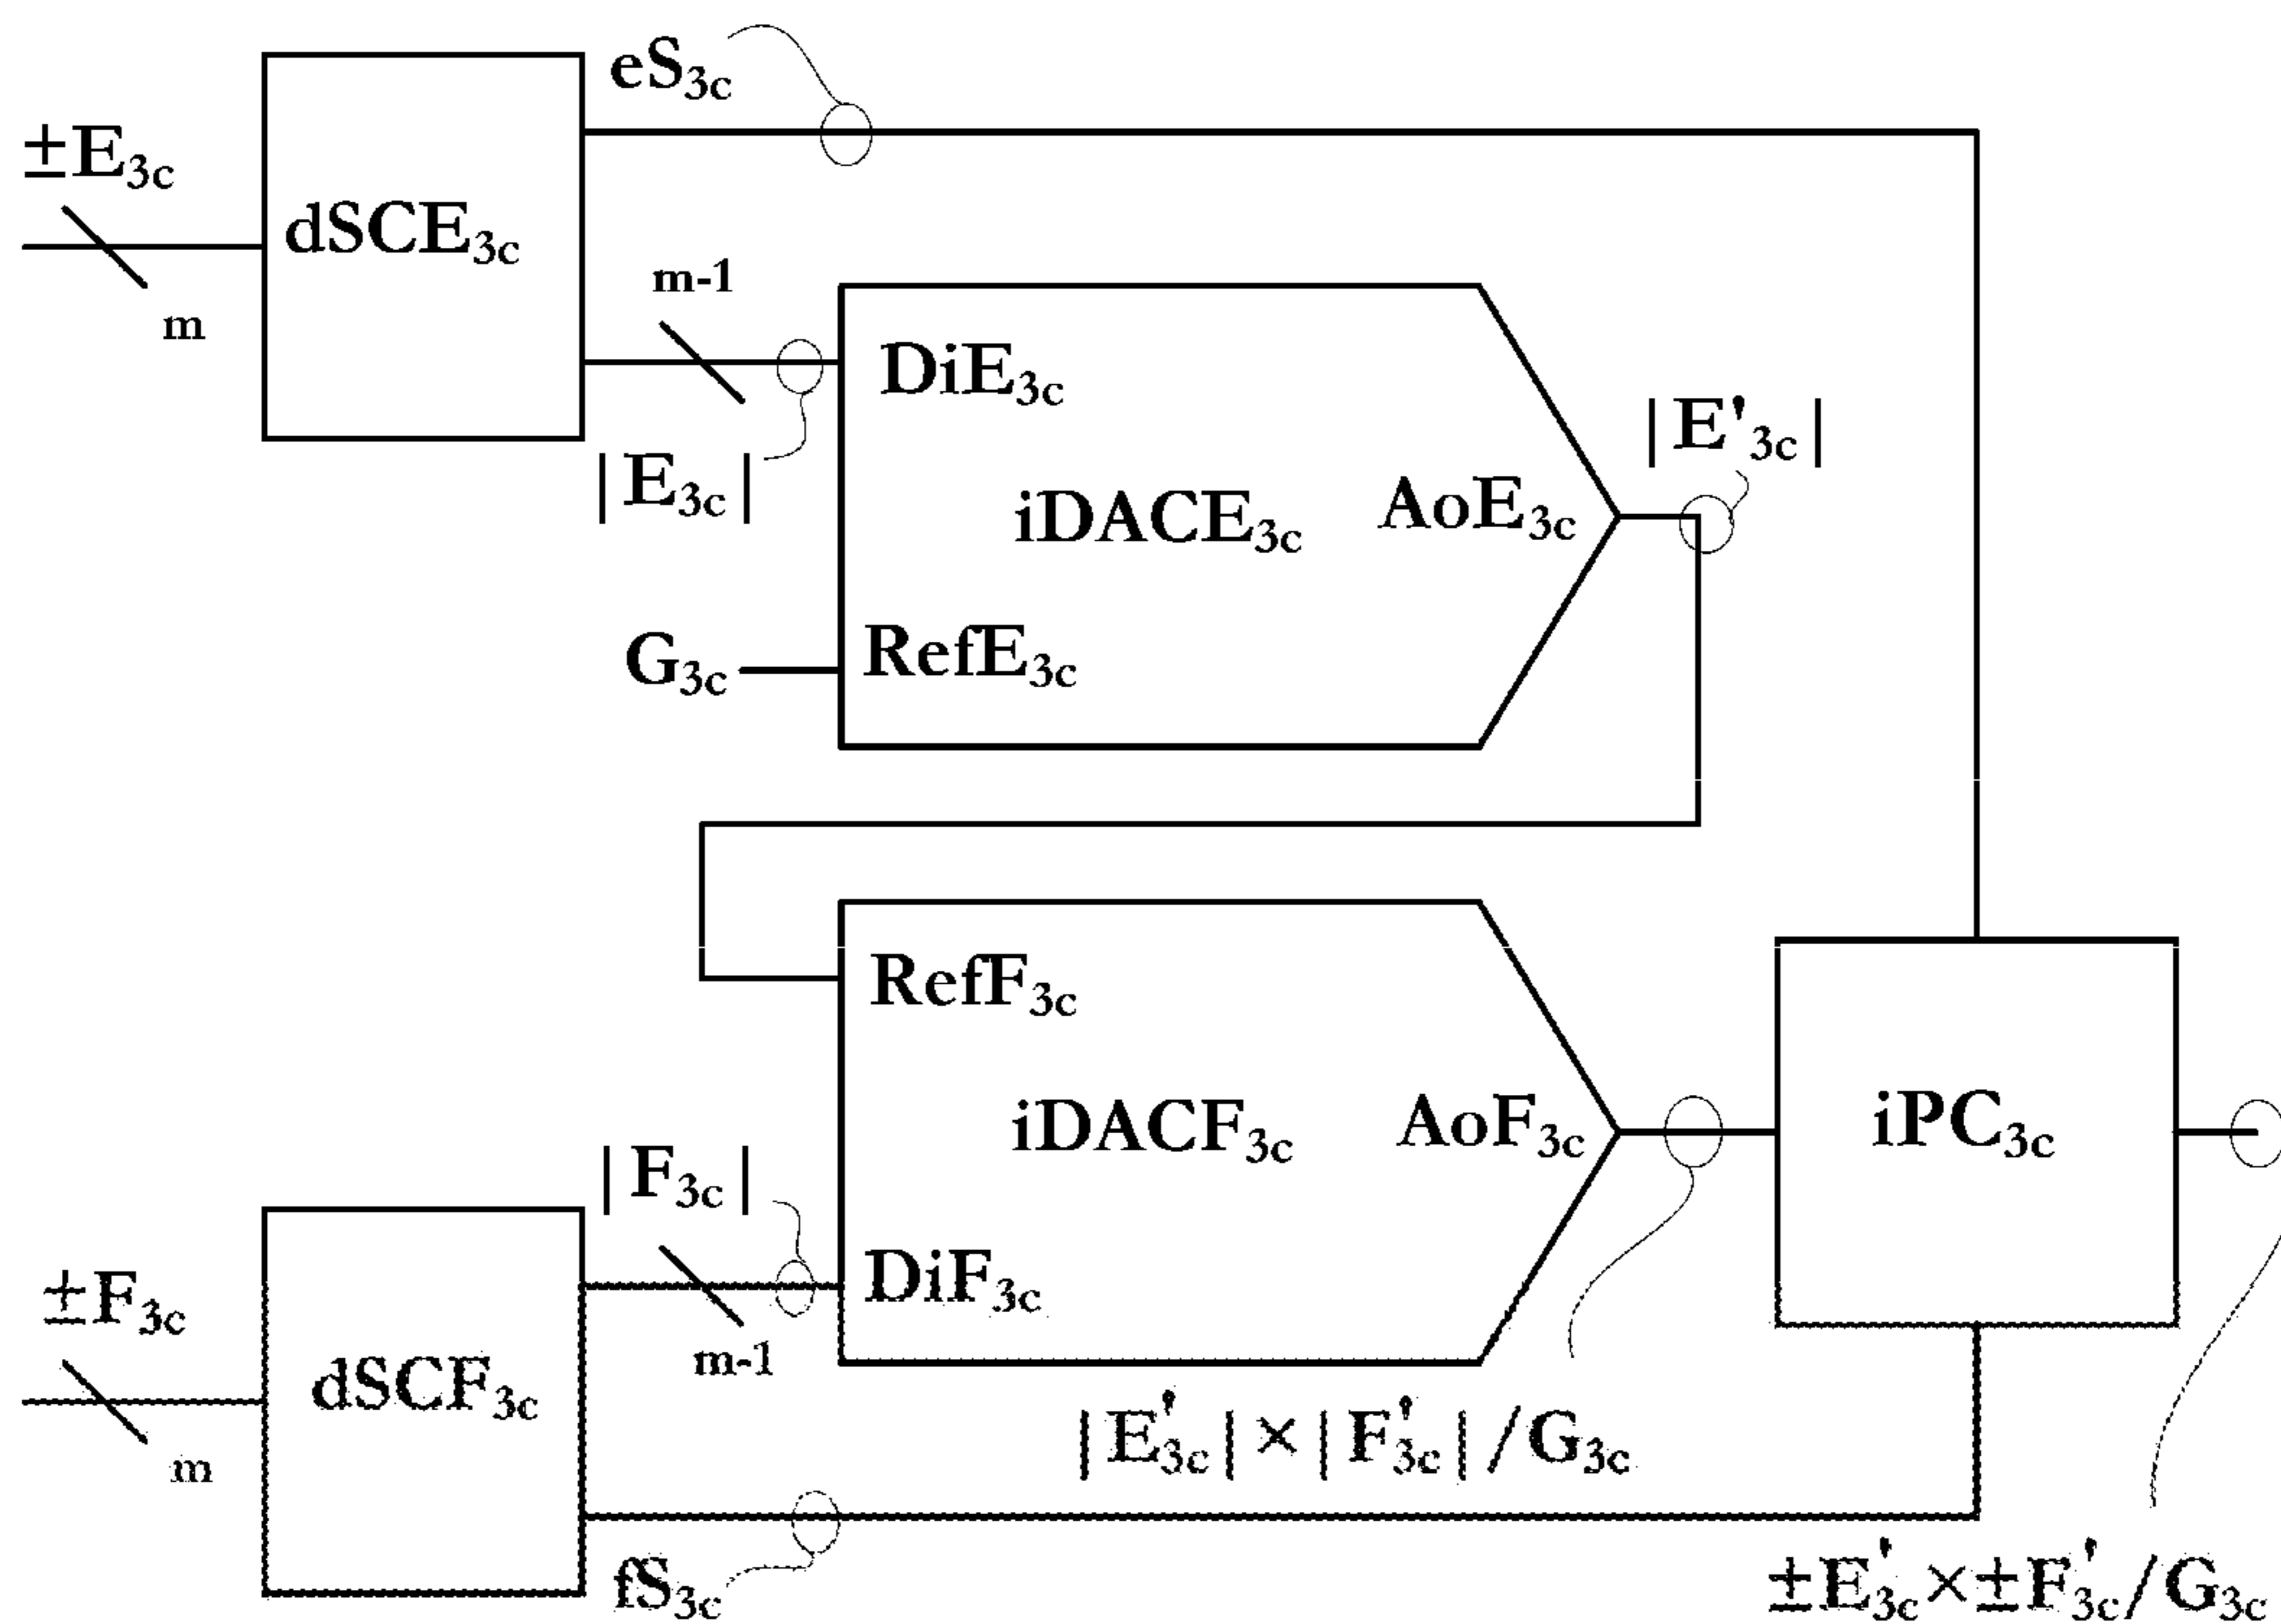 eS₃c
±E₃c
dSCE₃c
m
m-1
DiE₃c
|E₃c|
|E'₃c|
iDACE₃c
AoE₃c
G₃c
RefE₃c
RefF₃c
iDACF₃c
AoF₃c
iPC₃c
|F₃c|
DiF₃c
±F₃c
dSCF₃c
m-1
m
|E'₃c|×|F'₃c|/G₃c
fS₃c
±E'₃c×±F'₃c/G₃c